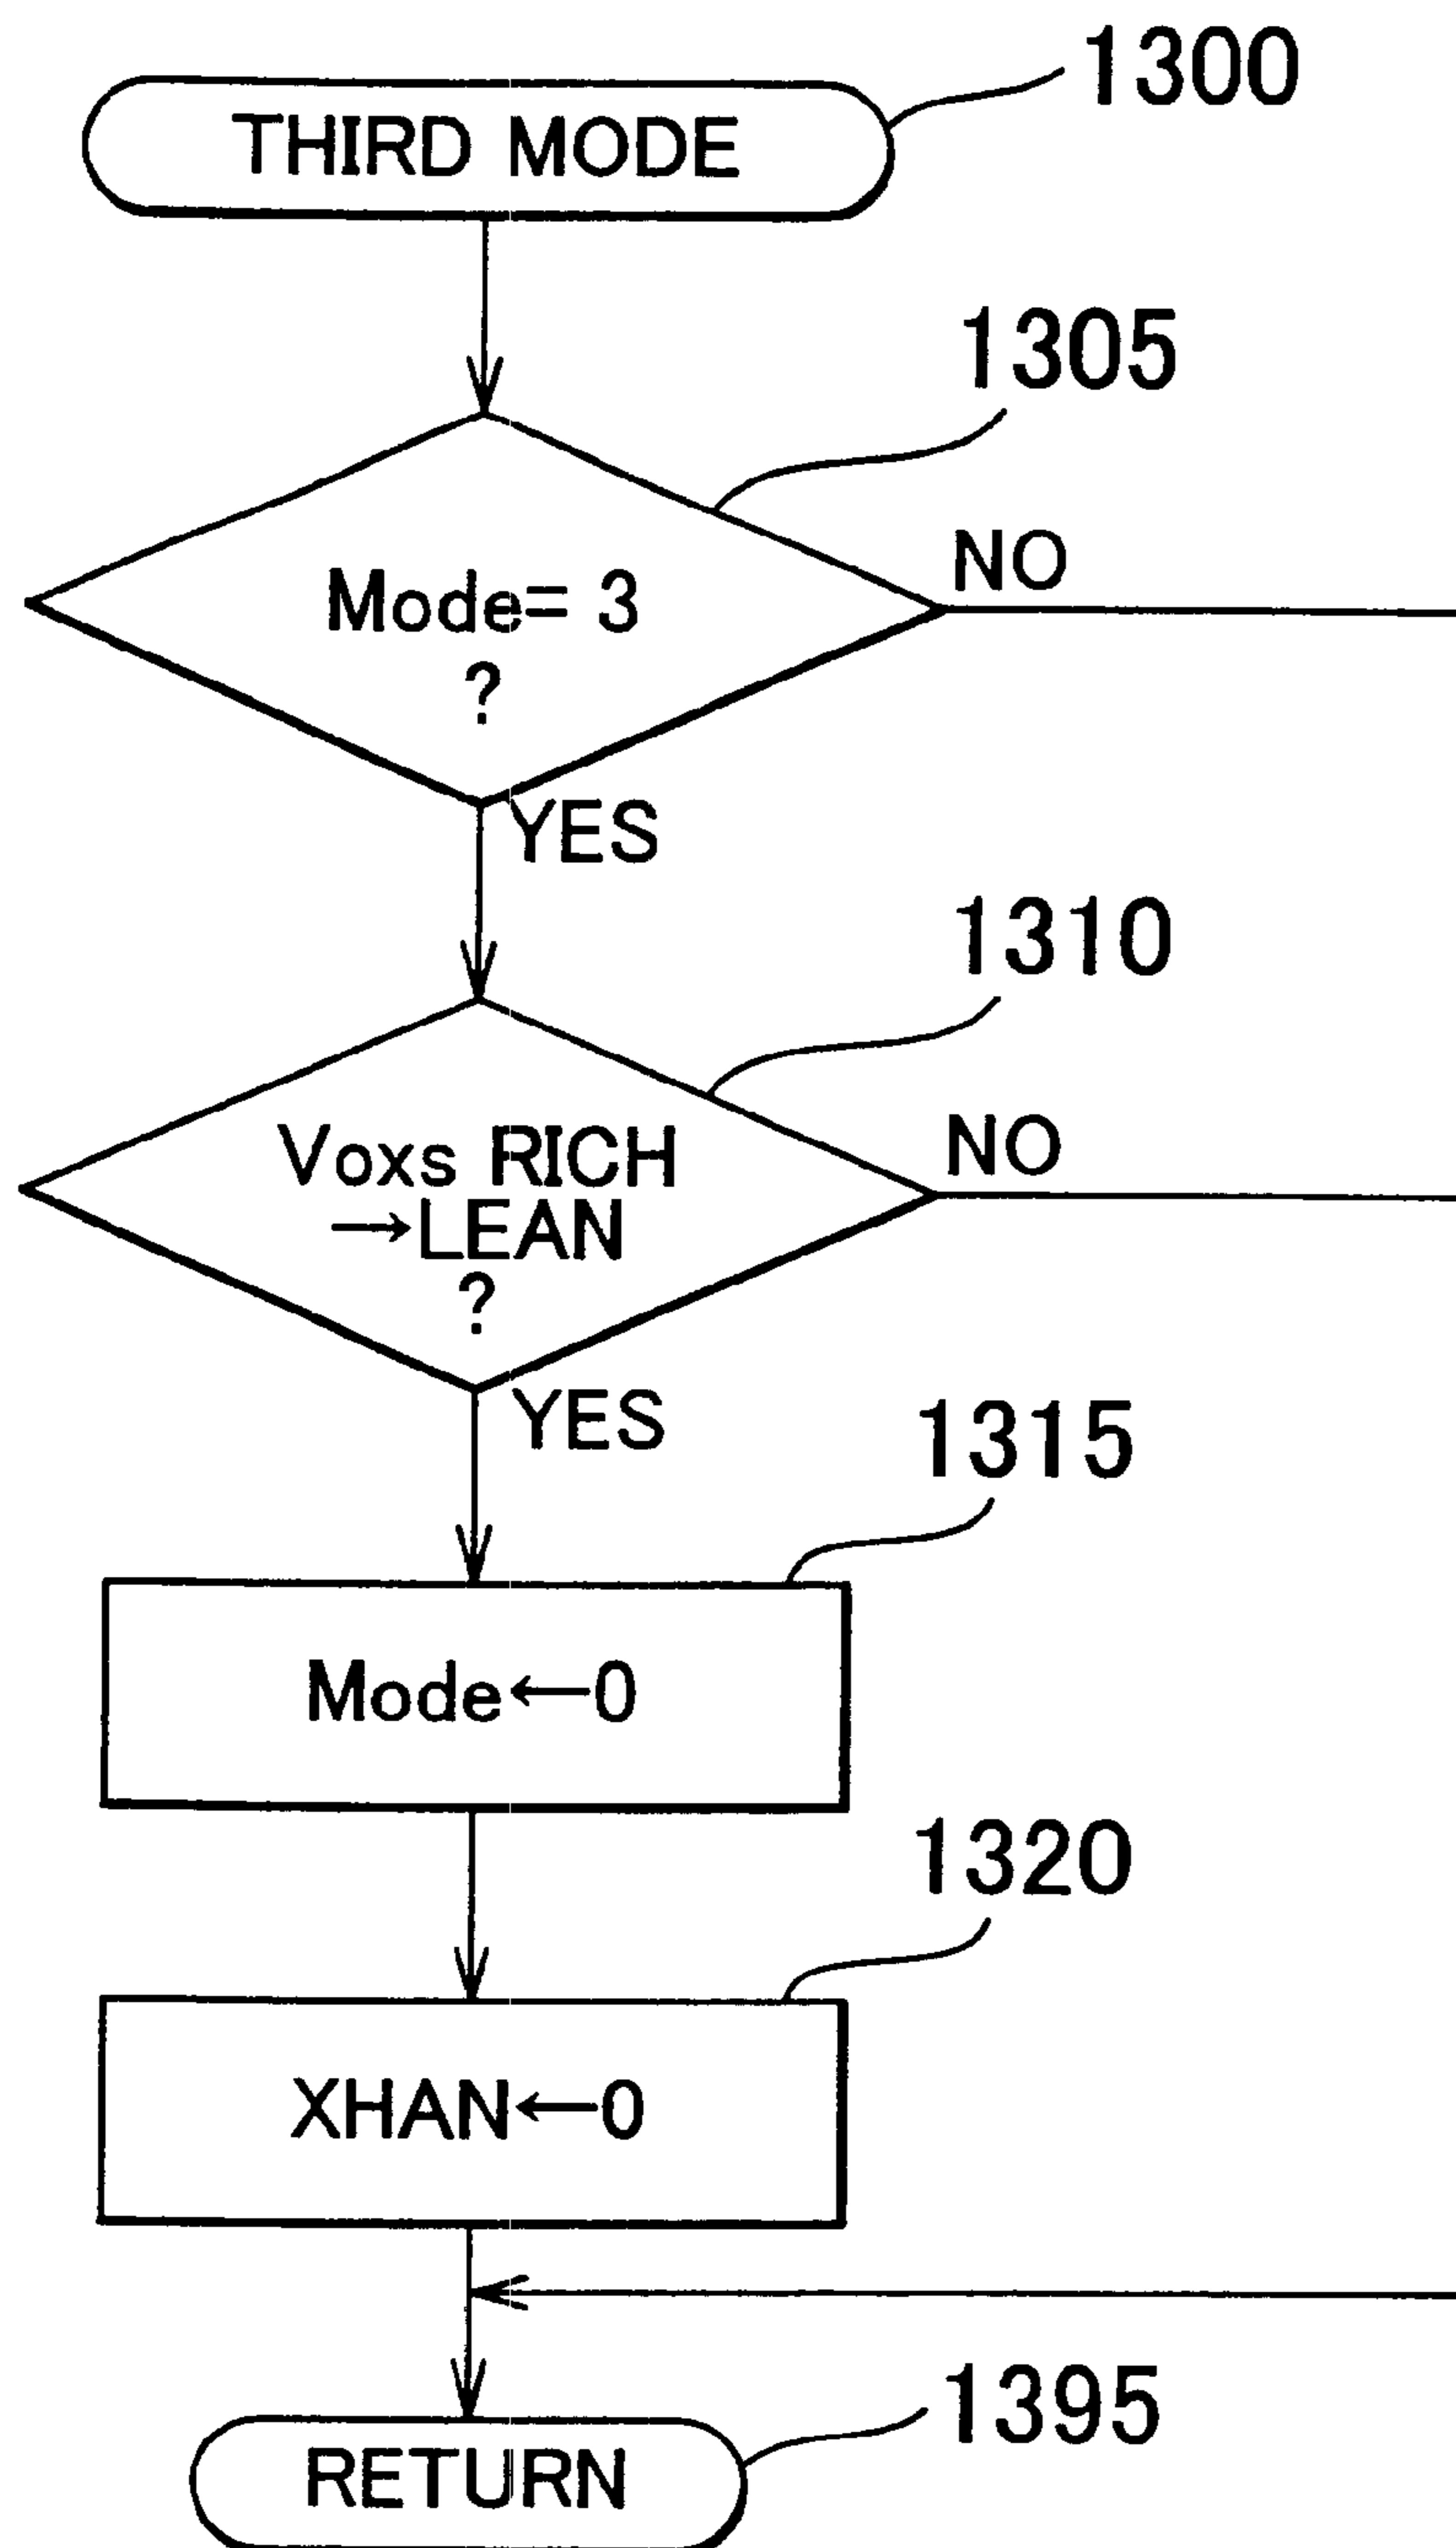 1300
THIRD MODE
1305
Mode= 3
?
NO
YES
1310
Voxs RICH
→LEAN
?
NO
YES
1315
Mode←0
1320
XHAN←0
1395
RETURN